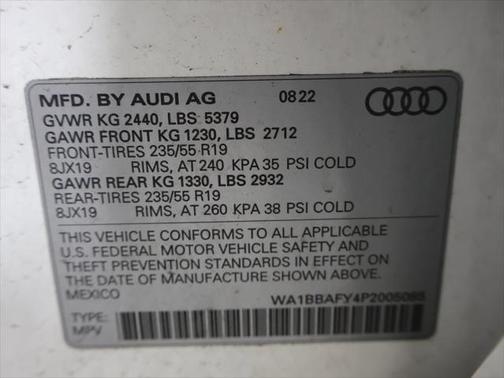 MFD. BY AUDI AG 08 22
GVWR KG 2440, LBS 5379
GAWR FRONT KG 1230, LBS 2712
FRONT-TIRES 235/55 R19
8JX19 RIMS, AT 240 KPA 35 PSI COLD
GAWR REAR KG 1330, LBS 2932
REAR-TIRES 235/55 R19
8JX19 RIMS, AT 260 KPA 38 PSI COLD
THIS VEHICLE CONFORMS TO ALL APPLICABLE
U.S. FEDERAL MOTOR VEHICLE SAFETY AND
THEFT PREVENTION STANDARDS IN EFFECT ON
THE DATE OF MANUFACTURE SHOWN ABOVE.
MEXICO WA1BBAFY4P2005085
TYPE:
MPV